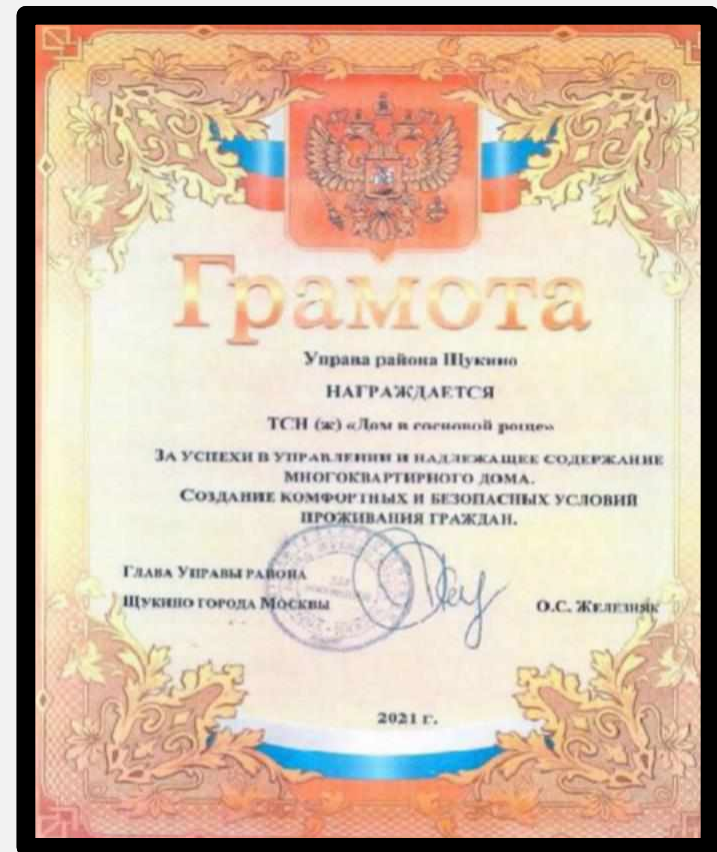 Грамота
Управа района Щукино
НАГРАЖДАЕТСЯ
ТСН (ж) «Дом в сосновой роще»
За успехи в управлении и надлежащее содержание
многоквартирного дома.
Создание комфортных и безопасных условий
проживания граждан.
Глава Управы района
Щукино города Москвы
О.С. Железняк
2021 г.